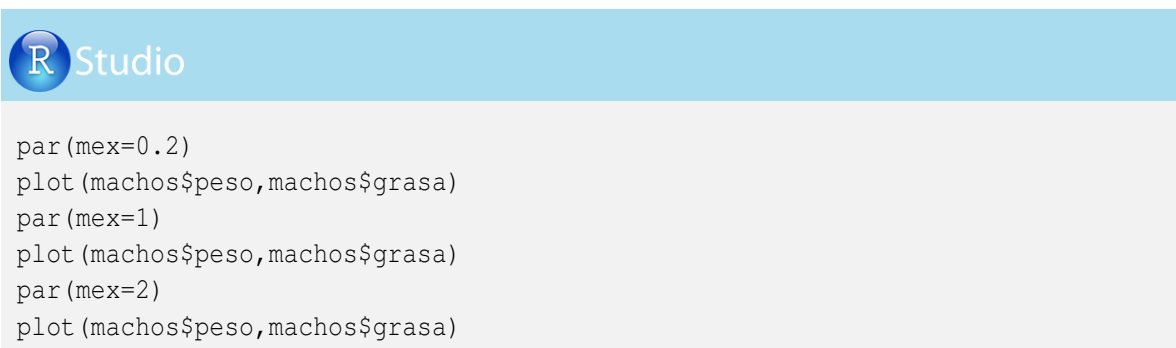 R Studio
par(mex=0.2)
plot(machos$peso,machos$grasa)
par(mex=1)
plot(machos$peso,machos$grasa)
par(mex=2)
plot(machos$peso,machos$grasa)